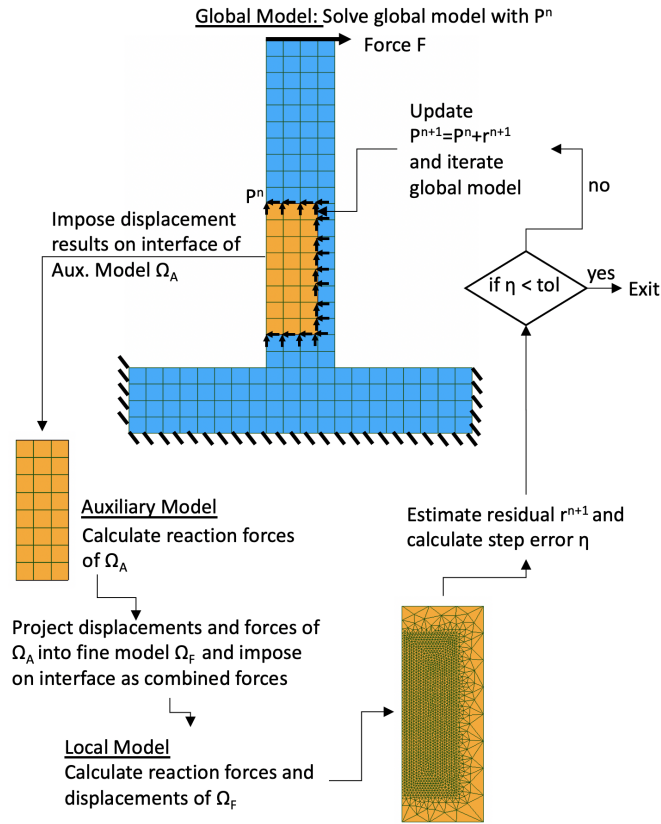 Global Model: Solve global model with Pⁿ
Force F
Update
Pⁿ⁺¹=Pⁿ+rⁿ⁺¹
and iterate
global model
no
Pⁿ
Impose displacement
results on interface of
Aux. Model Ω_A
if η < tol
yes
Exit
Auxiliary Model
Calculate reaction forces
of Ω_A
Estimate residual rⁿ⁺¹ and
calculate step error η
Project displacements and forces of
Ω_A into fine model Ω_F and impose
on interface as combined forces
Local Model
Calculate reaction forces and
displacements of Ω_F